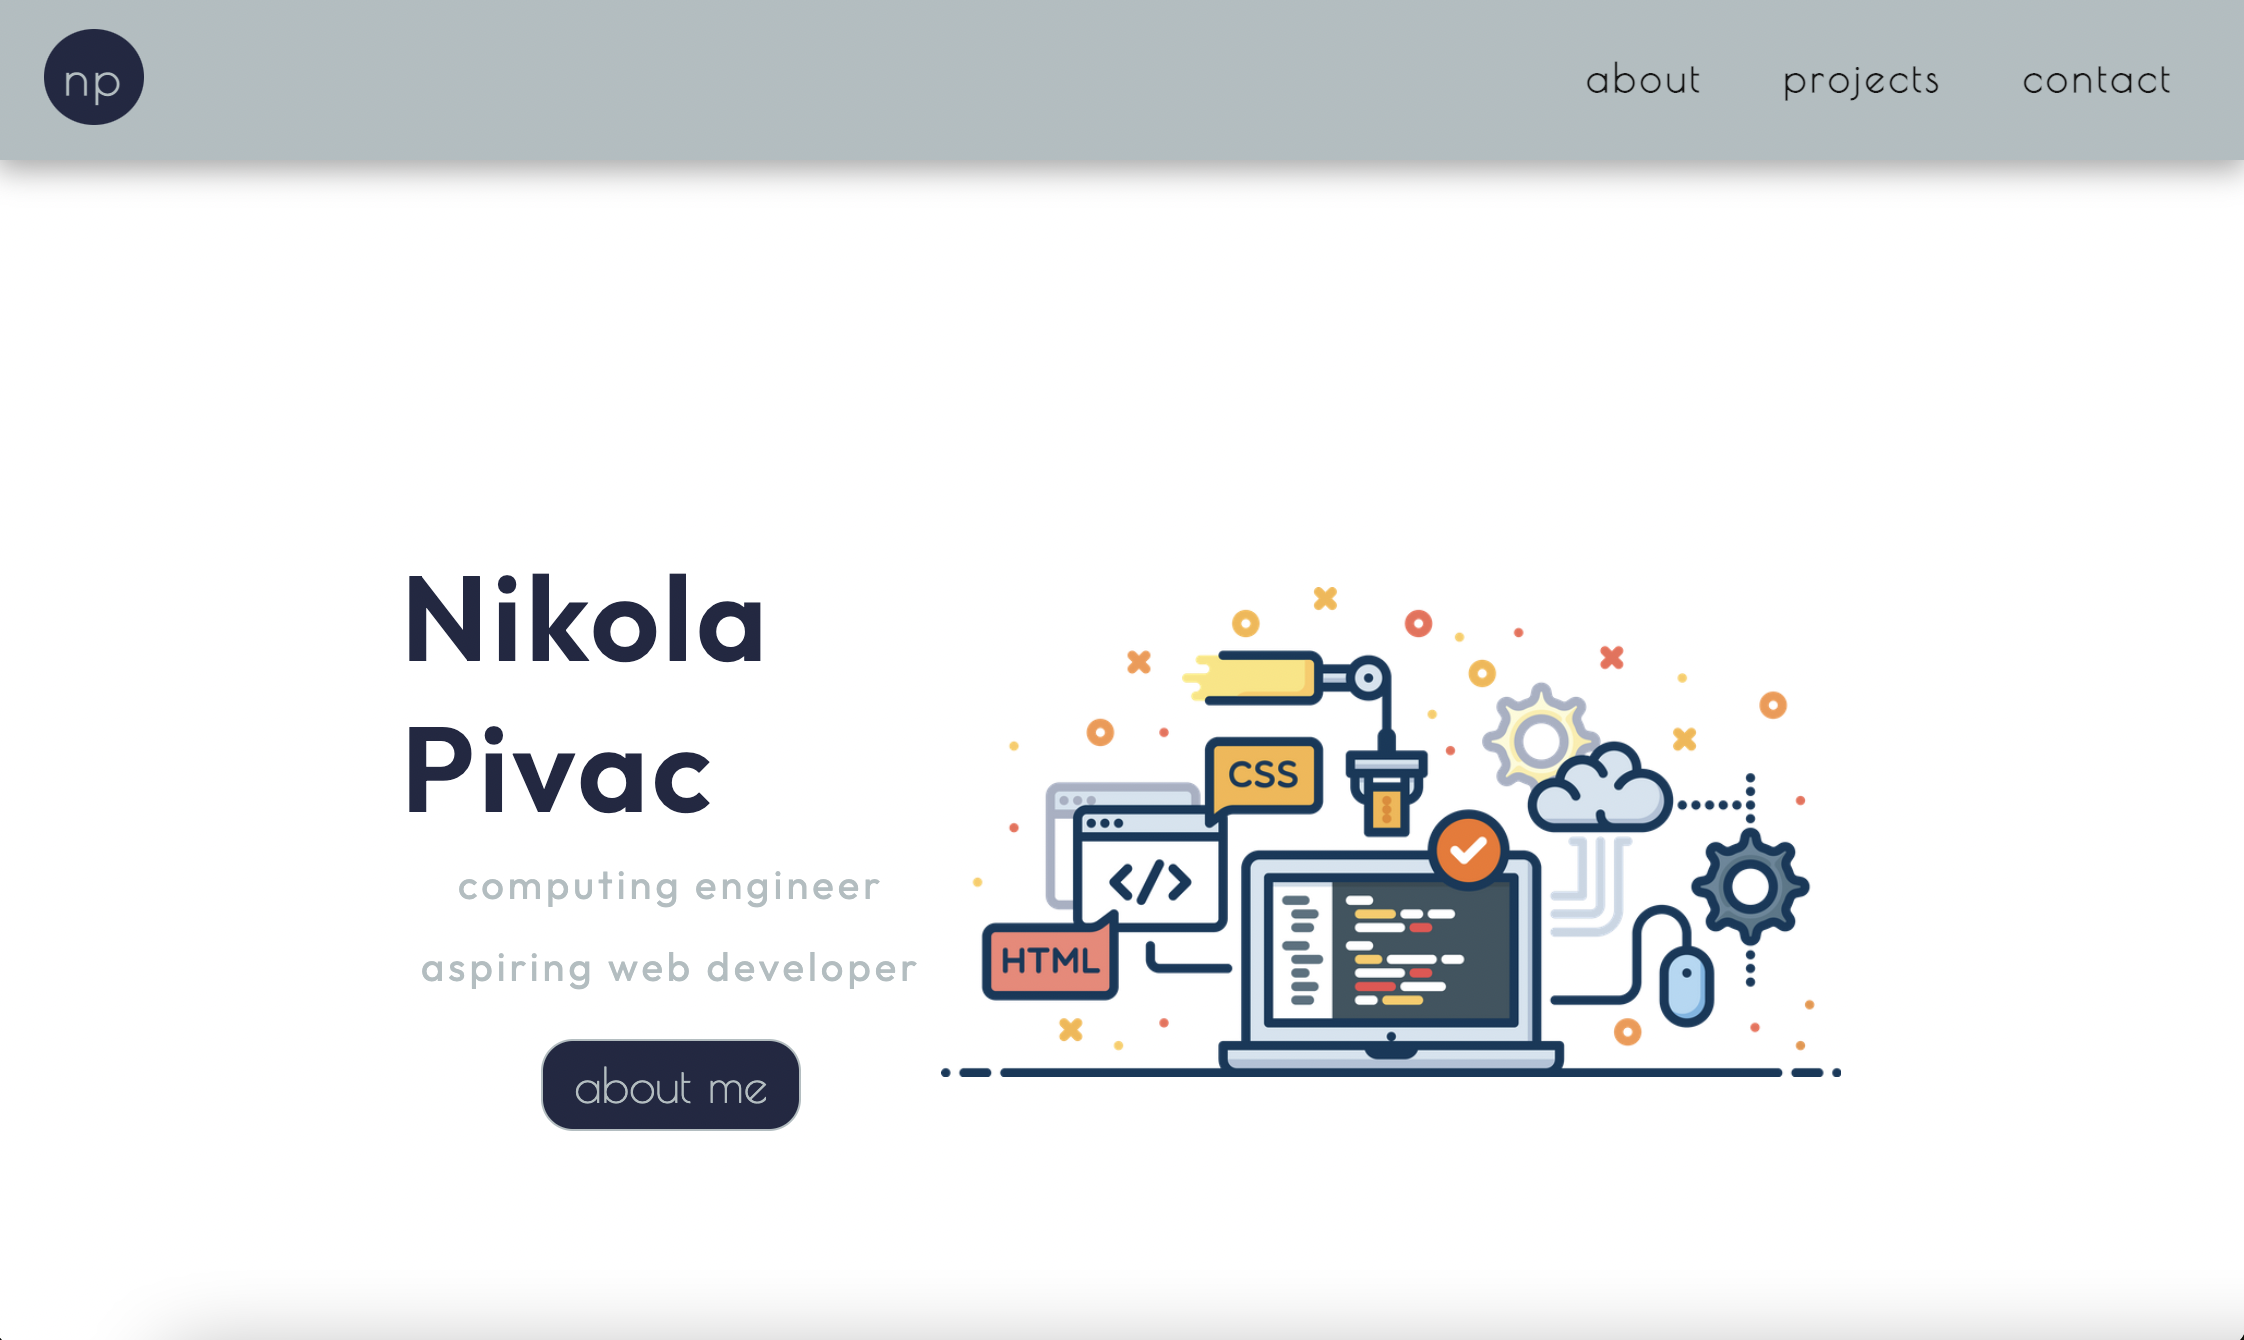 np
about projects contact
Nikola
Pivac
computing engineer
aspiring web developer
about me
CSS
</>
HTML